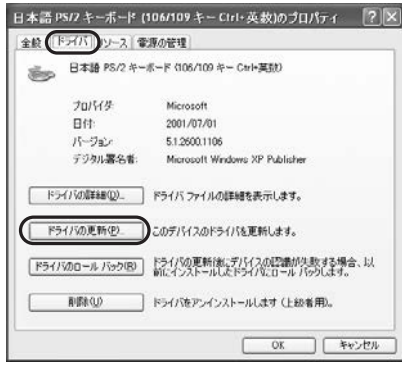 日本語 PS/2 キーボード (106/109 キー Ctrl+英数)のプロパティ
全般 ドライバ リソース 電源の管理
日本語 PS/2 キーボード (106/109 キー Ctrl+英数)
プロバイダ: Microsoft
日付: 2001/07/01
バージョン: 5.1.2600.1106
デジタル署名者: Microsoft Windows XP Publisher
ドライバの詳細(D)... ドライバ ファイルの詳細を表示します。
ドライバの更新(P)... このデバイスのドライバを更新します。
ドライバのロール バック(R) ドライバの更新後にデバイスの認識が失敗する場合、以
前にインストールしたドライバにロール バックします。
削除(U) ドライバをアンインストールします (上級者用)。
OK キャンセル